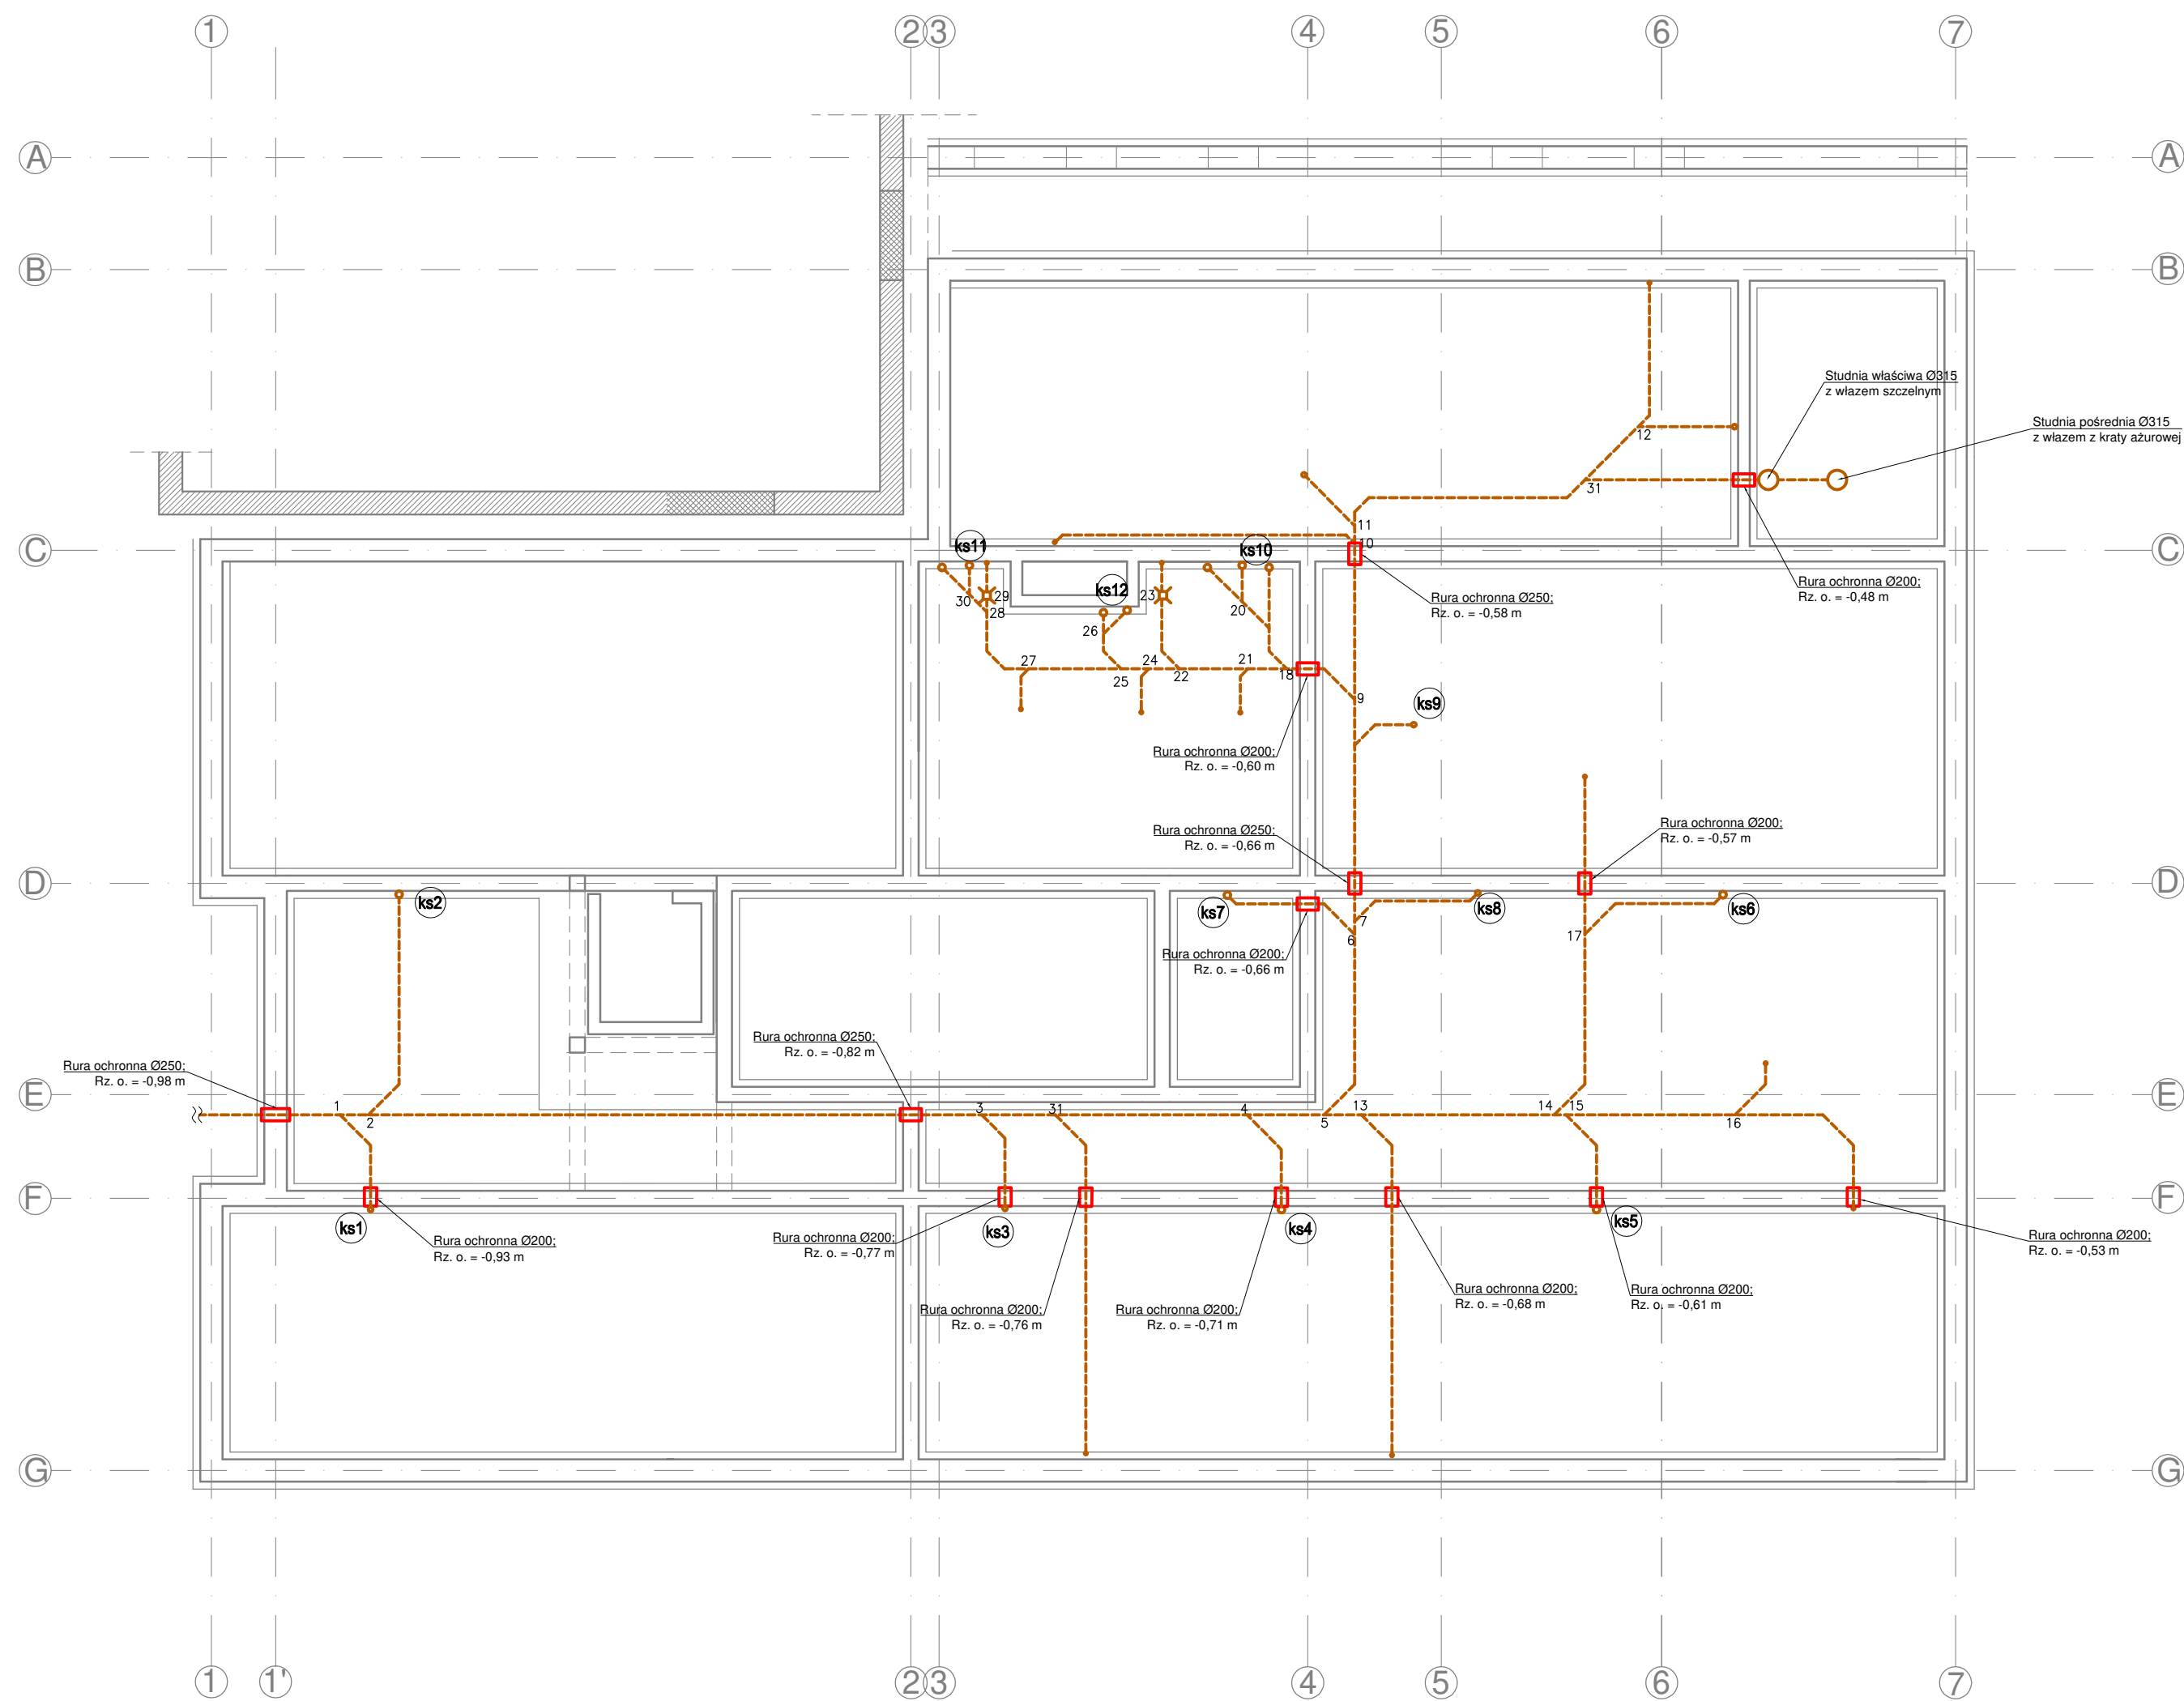 1
2
3
4
5
6
7
A
A
B
B
Studnia właściwa Ø315
z włazem szczelnym
Studnia pośrednia Ø315
z włazem z kraty ażurowej
12
31
11
10
C
C
ks11
ks10
ks12
Rura ochronna Ø200;
Rz. o. = -0,48 m
Rura ochronna Ø250;
Rz. o. = -0,58 m
30
29
28
23
20
26
27
24
21
25
22
18
9
ks9
Rura ochronna Ø200;
Rz. o. = -0,60 m
Rura ochronna Ø250;
Rz. o. = -0,66 m
Rura ochronna Ø200;
Rz. o. = -0,57 m
D
D
ks2
ks7
ks8
ks6
7
6
17
Rura ochronna Ø200;
Rz. o. = -0,66 m
Rura ochronna Ø250;
Rz. o. = -0,82 m
Rura ochronna Ø250;
Rz. o. = -0,98 m
E
E
1
2
3
31
4
5
13
14
15
16
F
F
ks1
ks3
ks4
ks5
Rura ochronna Ø200;
Rz. o. = -0,93 m
Rura ochronna Ø200;
Rz. o. = -0,77 m
Rura ochronna Ø200;
Rz. o. = -0,53 m
Rura ochronna Ø200;
Rz. o. = -0,76 m
Rura ochronna Ø200;
Rz. o. = -0,71 m
Rura ochronna Ø200;
Rz. o. = -0,68 m
Rura ochronna Ø200;
Rz. o. = -0,61 m
G
G
1
1'
2
3
4
5
6
7